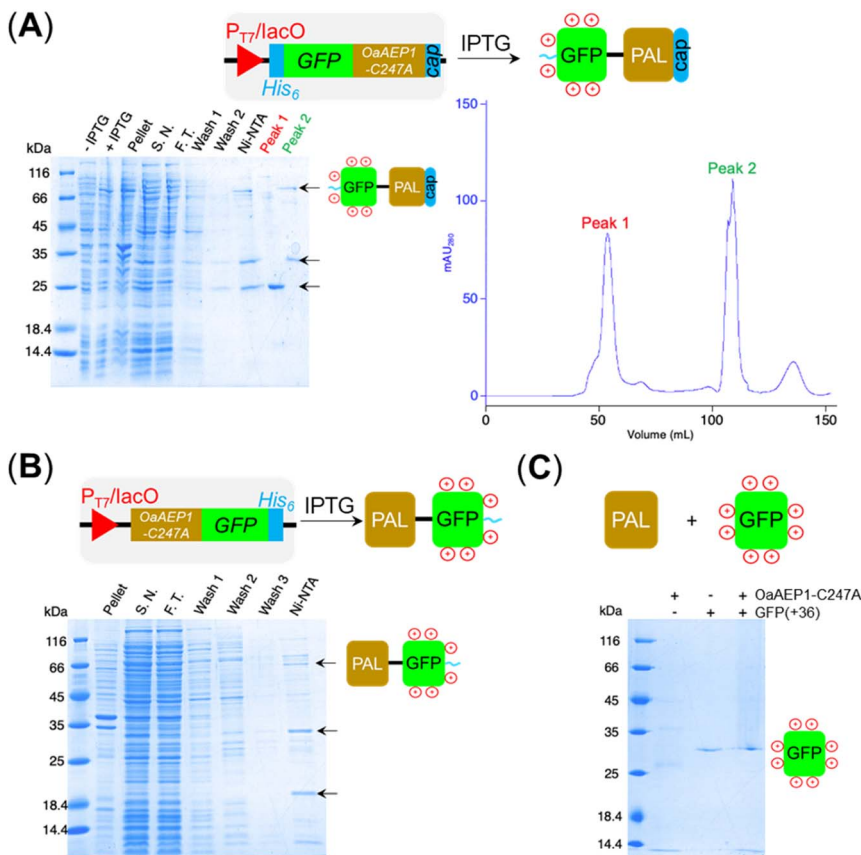 (A)
P_T7/lacO
GFP
OaAEP1
-C247A
cap
His6
IPTG
GFP
PAL
cap
kDa
- IPTG
+ IPTG
Pellet
S. N.
F. T.
Wash 1
Wash 2
Ni-NTA
Peak 1
Peak 2
116
66
45
35
25
18.4
14.4
GFP
PAL
cap
150
100
50
0
mAU280
Peak 1
Peak 2
0
50
100
150
Volume (mL)
(B)
P_T7/lacO
OaAEP1
-C247A
GFP
His6
IPTG
PAL
GFP
kDa
Pellet
S. N.
F. T.
Wash 1
Wash 2
Wash 3
Ni-NTA
116
66
45
35
25
18.4
14.4
PAL
GFP
(C)
PAL
+
GFP
+ - + OaAEP1-C247A
- + + GFP(+36)
kDa
116
66
45
35
25
18.4
14.4
GFP